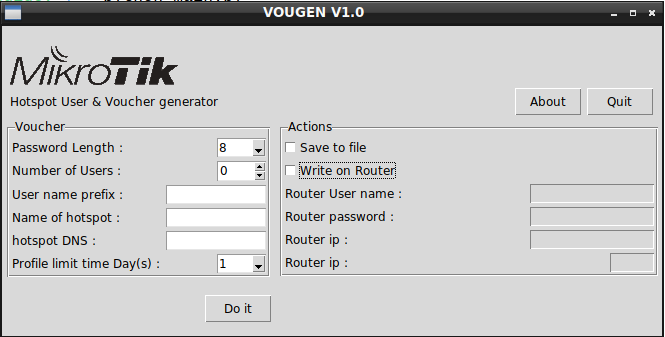 VOUGEN V1.0
MikroTik
Hotspot User & Voucher generator
About
Quit
Voucher
Password Length :
8
Number of Users :
0
User name prefix :
Name of hotspot :
hotspot DNS :
Profile limit time Day(s) :
1
Actions
Save to file
Write on Router
Router User name :
Router password :
Router ip :
Router ip :
Do it